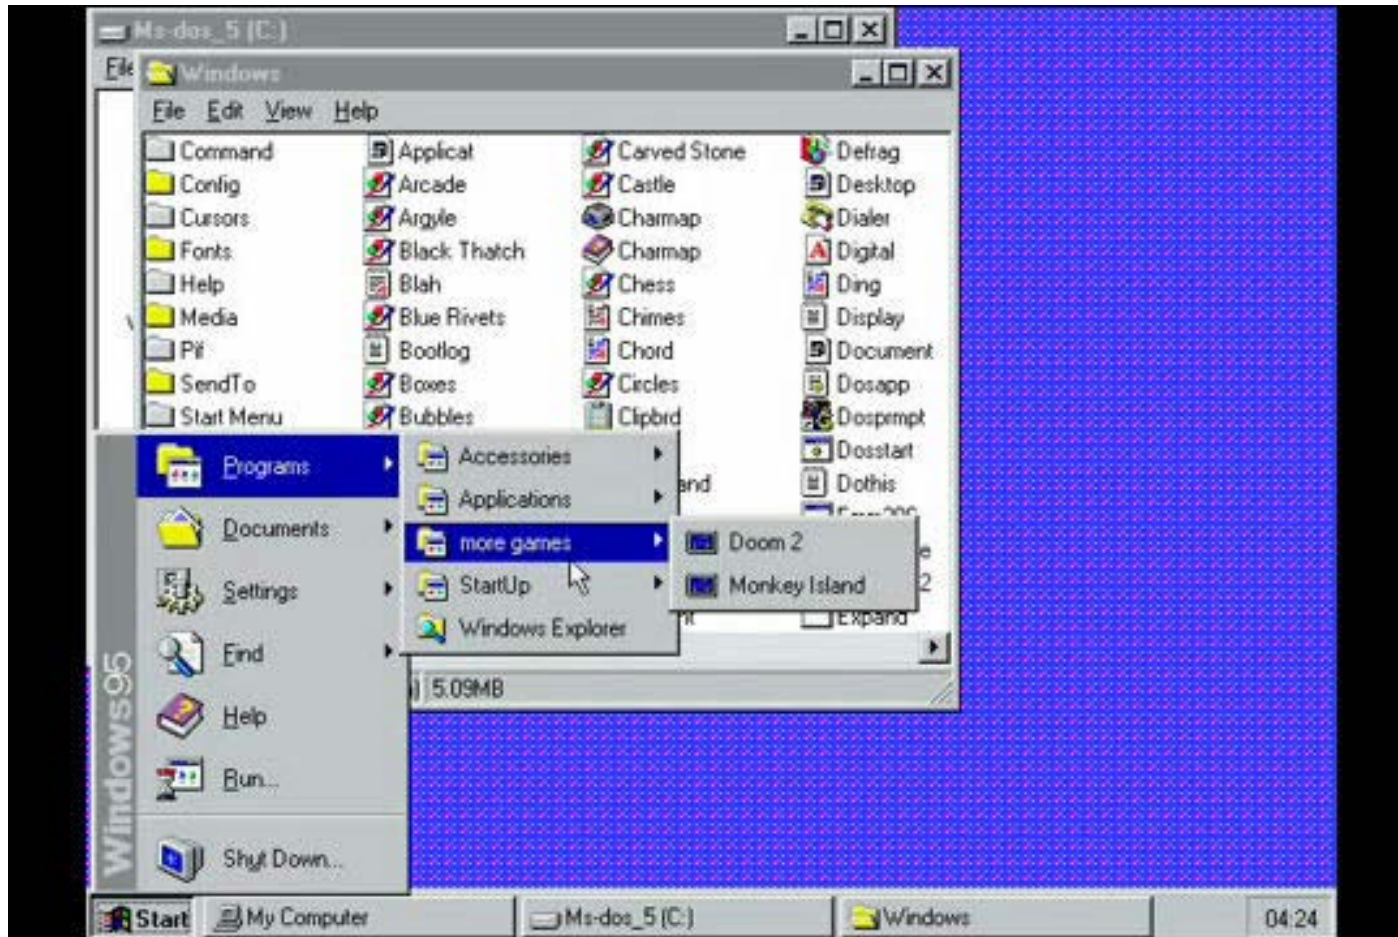 Ms-dos_5 (C:)
File
Windows
File Edit View Help
Command Applicat Carved Stone Defrag
Config Arcade Castle Desktop
Cursors Argyle Charmap Dialer
Fonts Black Thatch Charmap Digital
Help Blah Chess Ding
Media Blue Rivets Chimes Display
Pif Bootlog Chord Document
SendTo Boxes Circles Dosapp
Start Menu Bubbles Clipbrd Dosprmpt
Dosstart
Dothis
Expand
5.09MB
Programs
Documents
Settings
Find
Help
Run...
Shut Down...
Windows95
Accessories
Applications
more games
StartUp
Windows Explorer
Doom 2
Monkey Island
Start My Computer Ms-dos_5 (C:) Windows 04:24